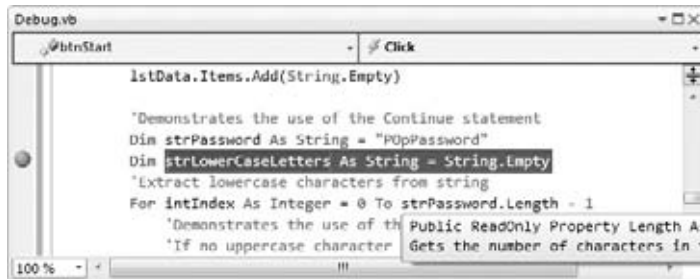 Debug.vb
btnStart Click
lstData.Items.Add(String.Empty)
'Demonstrates the use of the Continue statement
Dim strPassword As String = "POpPassword"
Dim strLowerCaseLetters As String = String.Empty
'Extract lowercase characters from string
For intIndex As Integer = 0 To strPassword.Length - 1
'Demonstrates the use of th
Public ReadOnly Property Length A
'If no uppercase character
Gets the number of characters in
100 %